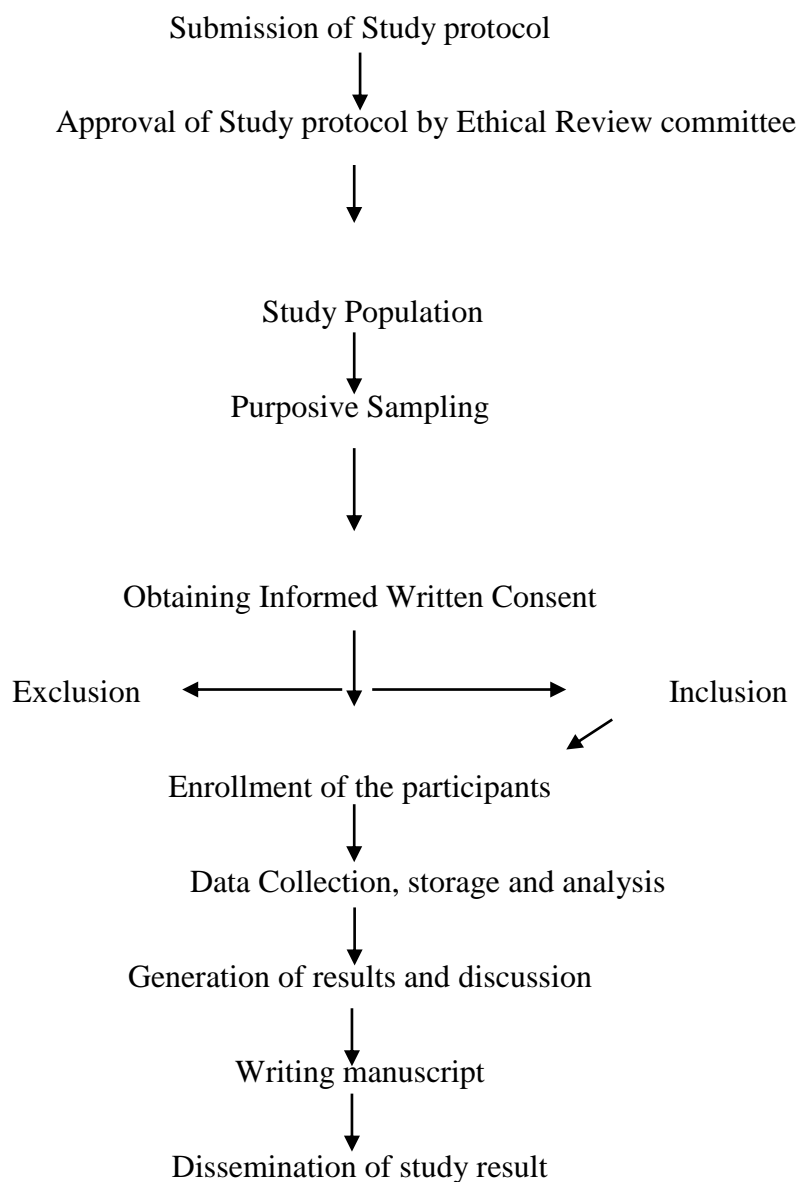 Submission of Study protocol
Approval of Study protocol by Ethical Review committee
Study Population
Purposive Sampling
Obtaining Informed Written Consent
Exclusion
Inclusion
Enrollment of the participants
Data Collection, storage and analysis
Generation of results and discussion
Writing manuscript
Dissemination of study result